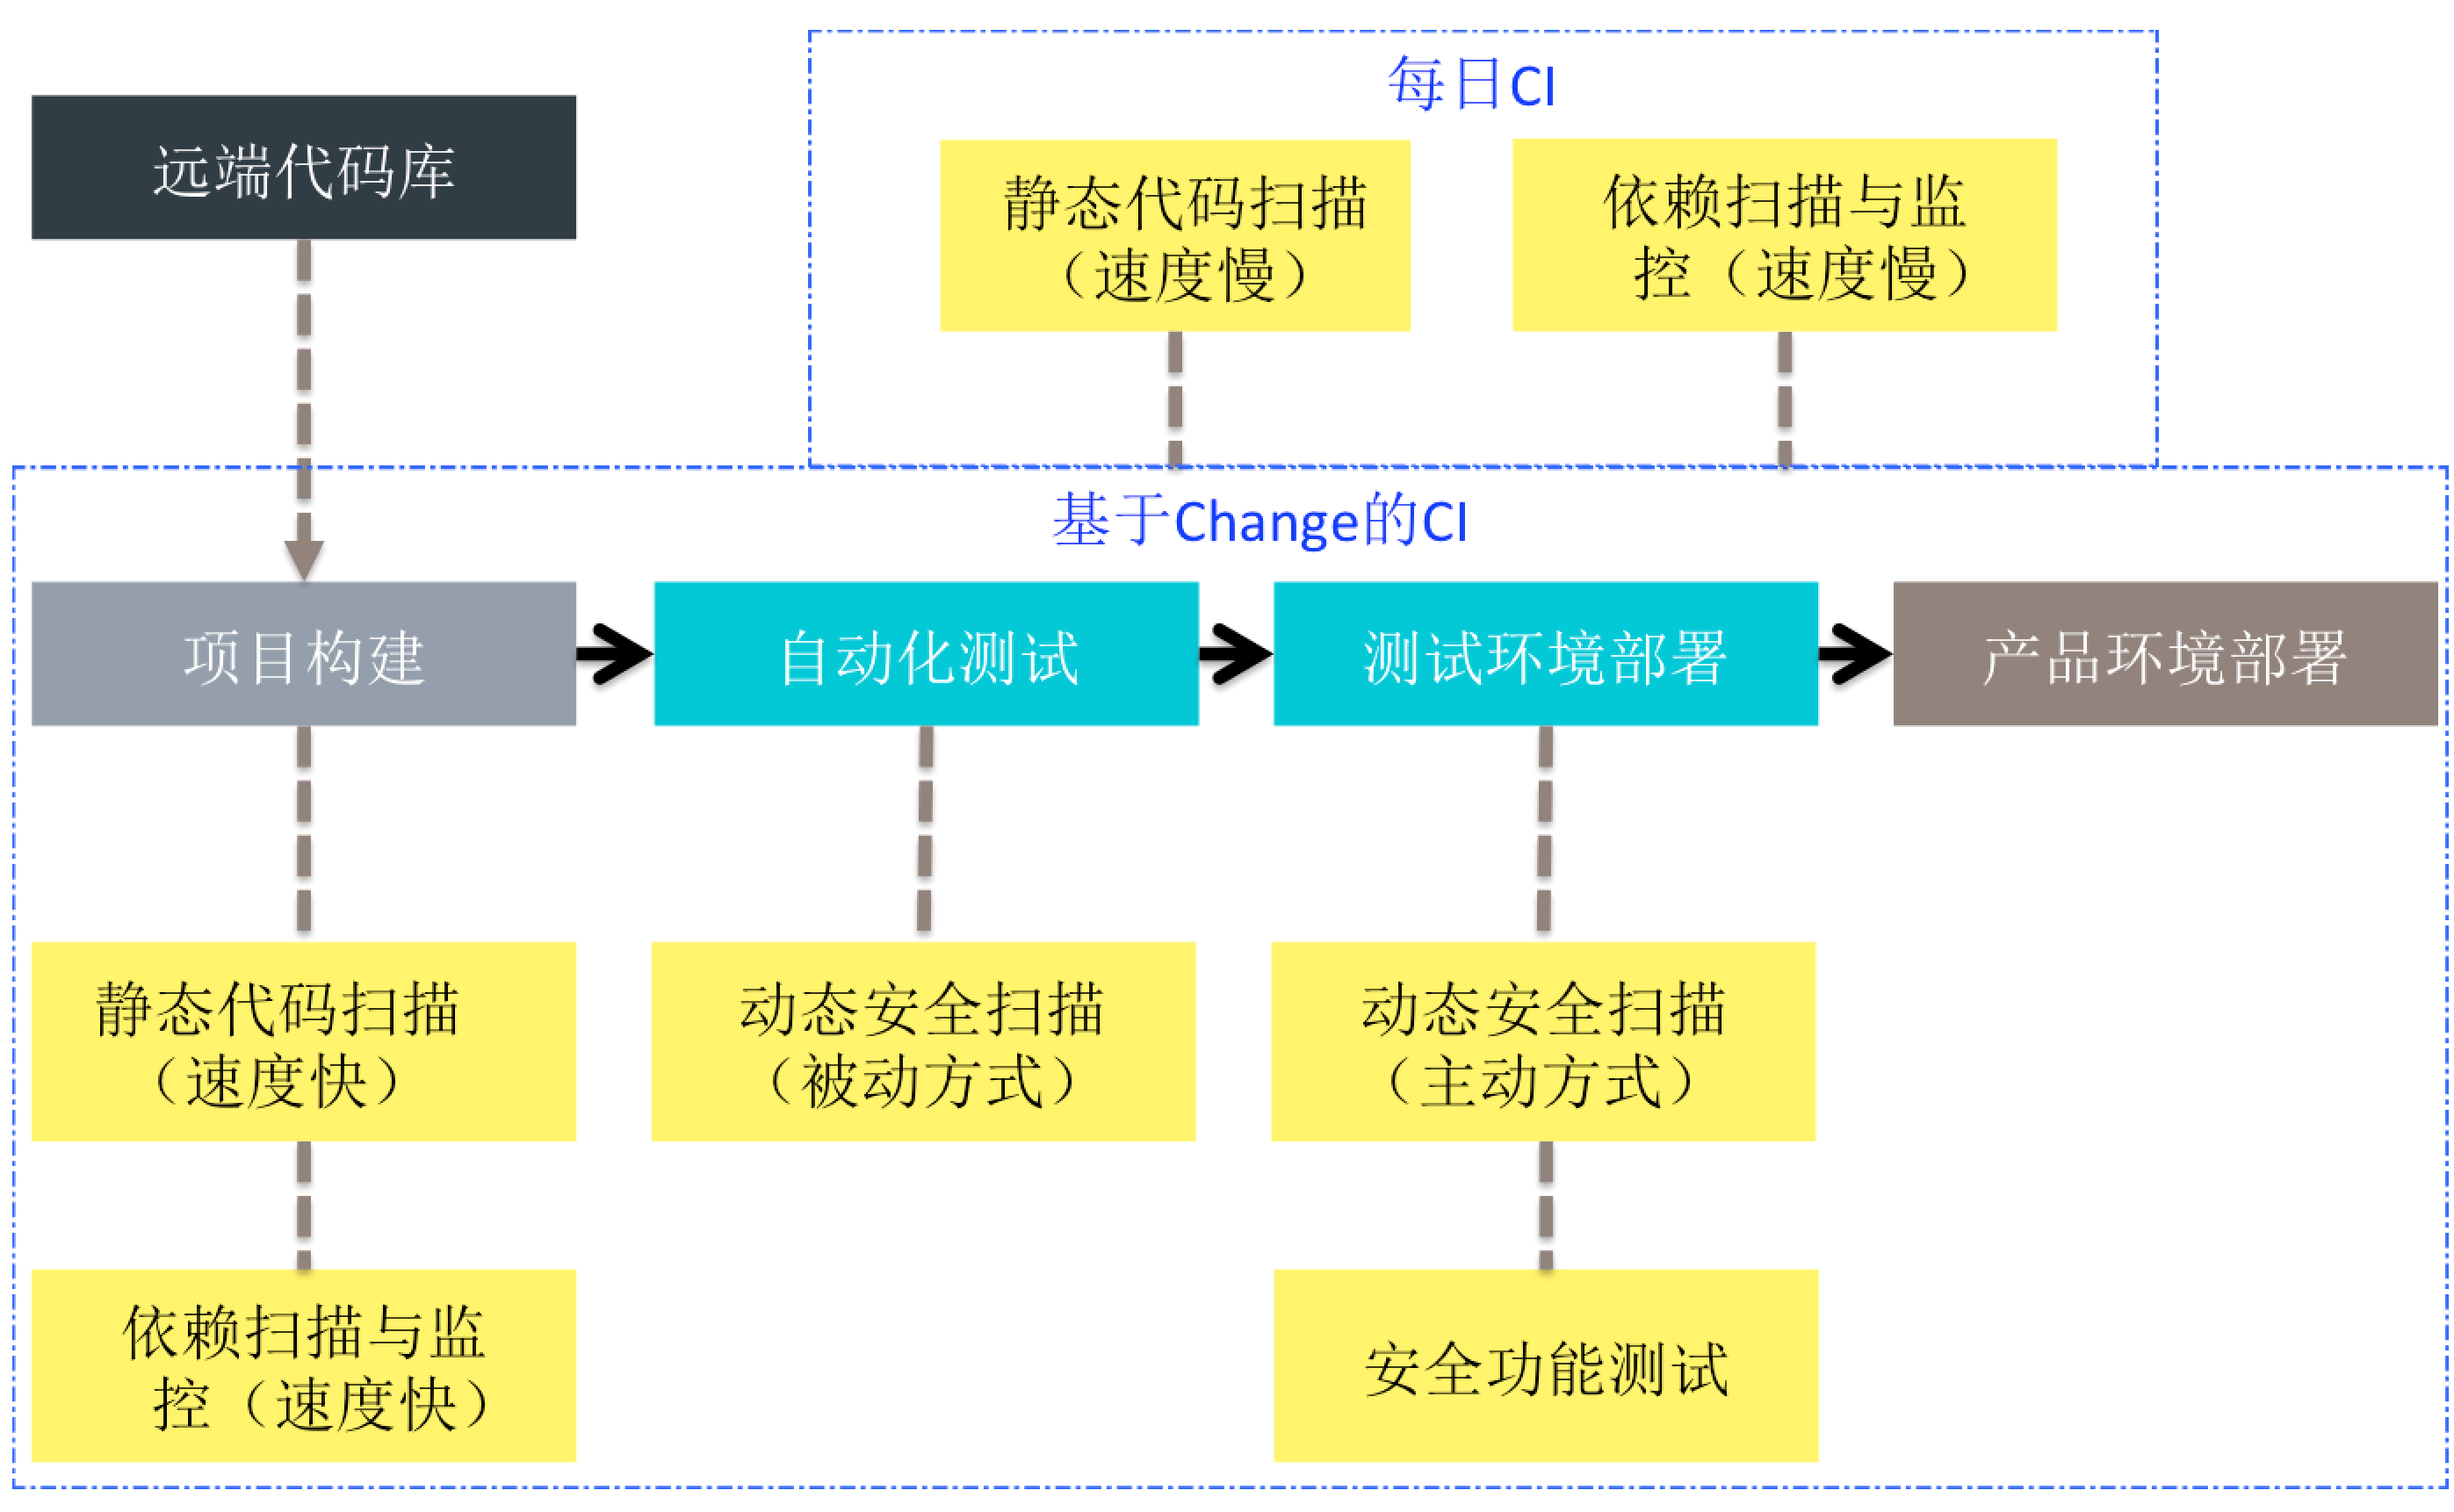 每日CI
远端代码库
静态代码扫描
（速度慢）
依赖扫描与监
控（速度慢）
基于Change的CI
项目构建
自动化测试
测试环境部署
产品环境部署
静态代码扫描
（速度快）
动态安全扫描
（被动方式）
动态安全扫描
（主动方式）
依赖扫描与监
控（速度快）
安全功能测试